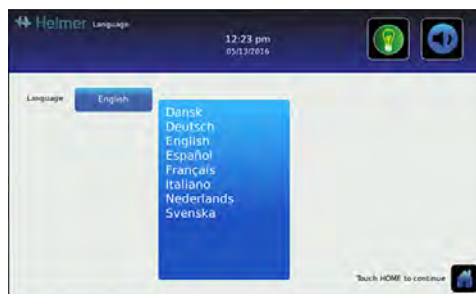 Helmer Language
12:23 pm
05/13/2016
Language
English
Dansk
Deutsch
English
Español
Français
Italiano
Nederlands
Svenska
Touch HOME to continue